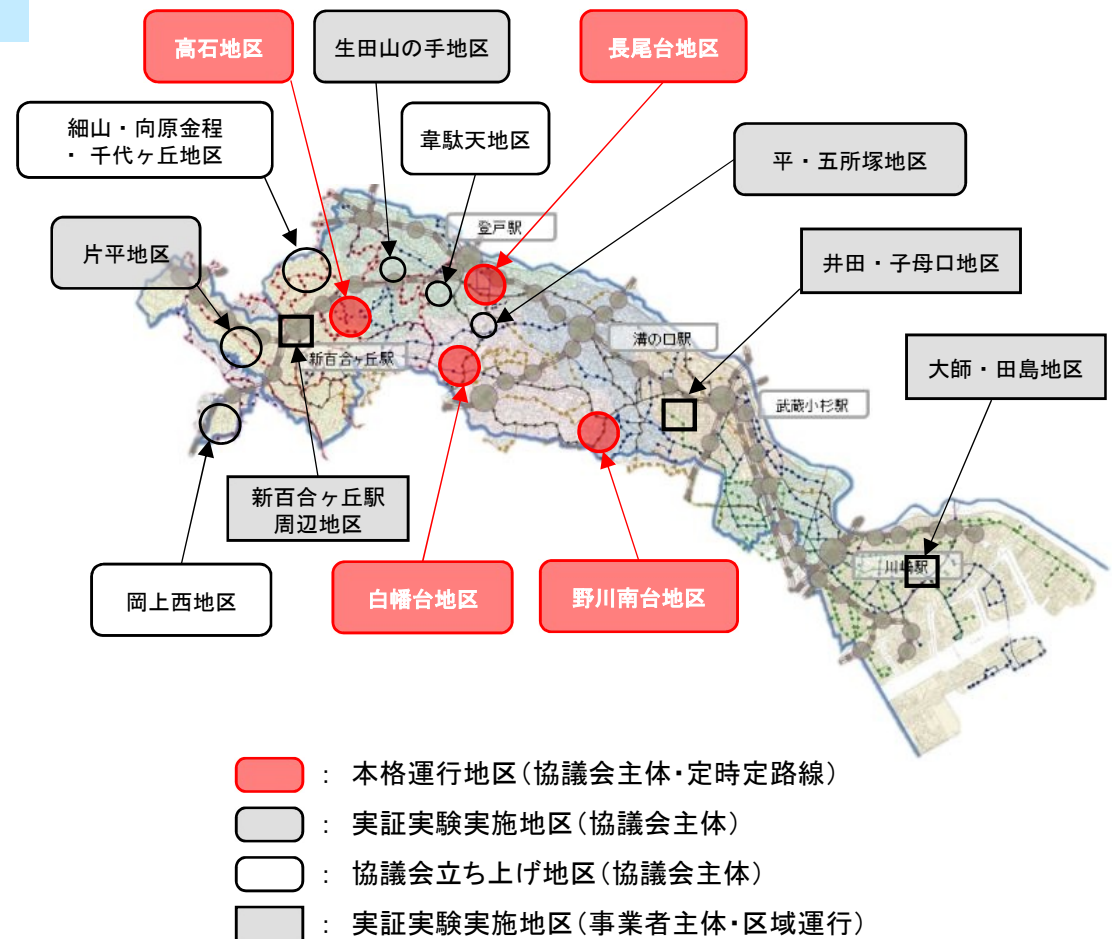 高石地区
生田山の手地区
長尾台地区
細山・向原金程
・ 千代ヶ丘地区
韋駄天地区
平・五所塚地区
片平地区
登戸駅
井田・子母口地区
溝の口駅
新百合ヶ丘駅
大師・田島地区
武蔵小杉駅
新百合ヶ丘駅
周辺地区
川崎駅
岡上西地区
白幡台地区
野川南台地区
: 本格運行地区(協議会主体・定時定路線)
: 実証実験実施地区(協議会主体)
: 協議会立ち上げ地区(協議会主体)
: 実証実験実施地区(事業者主体・区域運行)